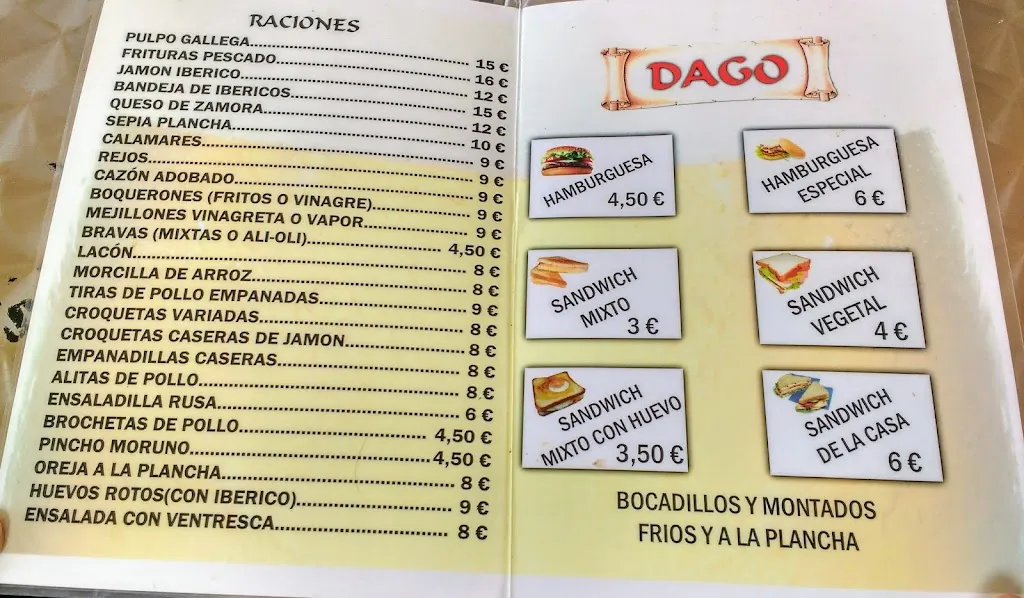 RACIONES
PULPO GALLEGA........ 15 €
FRITURAS PESCADO........ 16 €
JAMON IBERICO........ 12 €
BANDEJA DE IBERICOS........ 15 €
QUESO DE ZAMORA........ 12 €
SEPIA PLANCHA........ 10 €
CALAMARES........ 9 €
REJOS........ 9 €
CAZÓN ADOBADO........ 9 €
BOQUERONES (FRITOS O VINAGRE)........ 9 €
MEJILLONES VINAGRETA O VAPOR........ 9 €
BRAVAS (MIXTAS O ALI-OLI)........ 4,50 €
LACÓN........ 8 €
MORCILLA DE ARROZ........ 8 €
TIRAS DE POLLO EMPANADAS........ 9 €
CROQUETAS VARIADAS........ 8 €
CROQUETAS CASERAS DE JAMON........ 8 €
EMPANADILLAS CASERAS........ 8 €
ALITAS DE POLLO........ 8 €
ENSALADILLA RUSA........ 6 €
BROCHETAS DE POLLO........ 4,50 €
PINCHO MORUNO........ 4,50 €
OREJA A LA PLANCHA........ 8 €
HUEVOS ROTOS(CON IBERICO)........ 9 €
ENSALADA CON VENTRESCA........ 8 €
DAGO
HAMBURGUESA
4,50 €
HAMBURGUESA
ESPECIAL
6 €
SANDWICH
MIXTO
3 €
SANDWICH
VEGETAL
4 €
SANDWICH
MIXTO CON HUEVO
3,50 €
SANDWICH
DE LA CASA
6 €
BOCADILLOS Y MONTADOS
FRIOS Y A LA PLANCHA